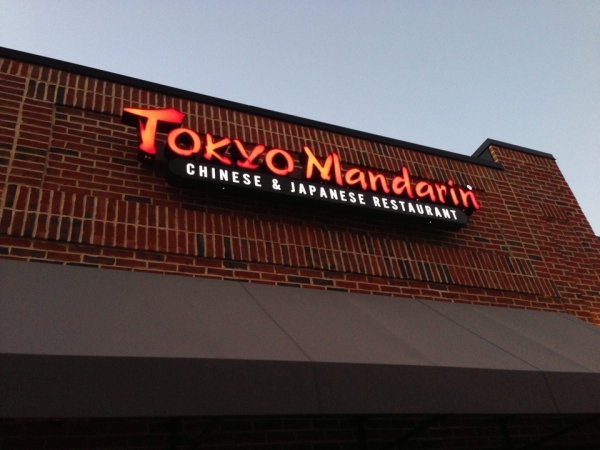 Tokyo Mandarin
CHINESE & JAPANESE RESTAURANT